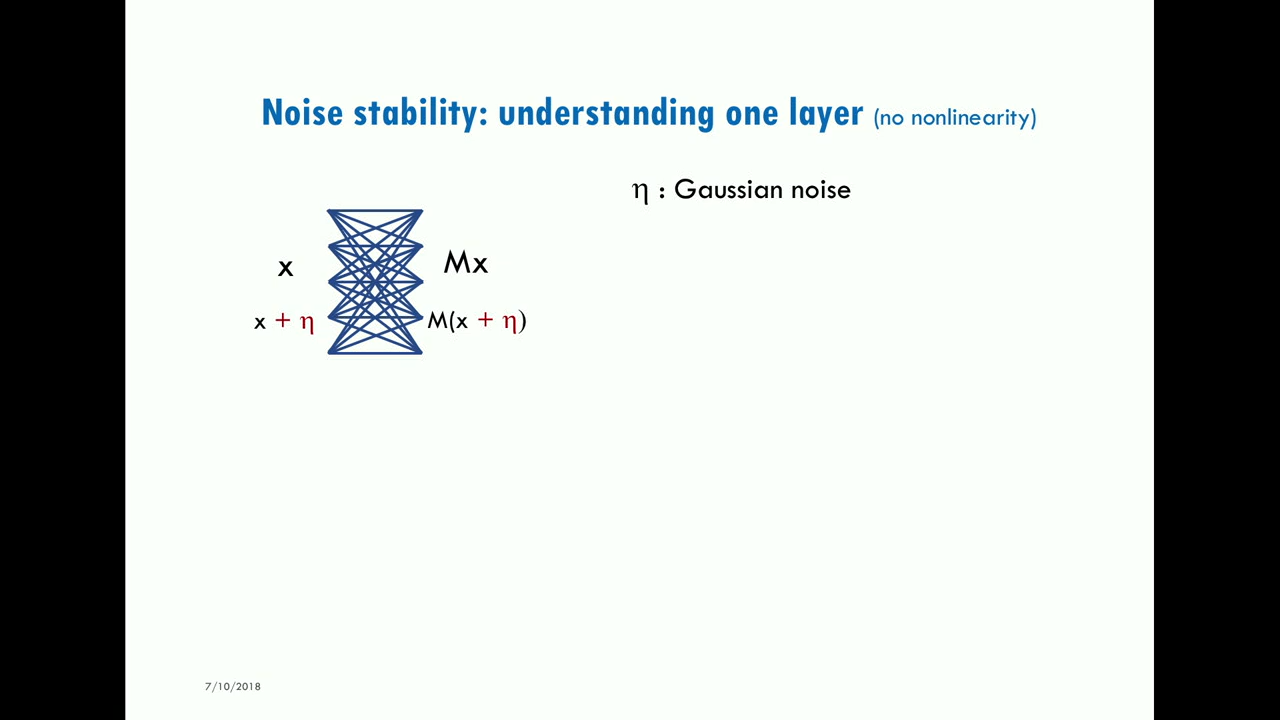 Noise stability: understanding one layer (no nonlinearity)
η : Gaussian noise
x
Mx
x + η
M(x + η)
7/10/2018